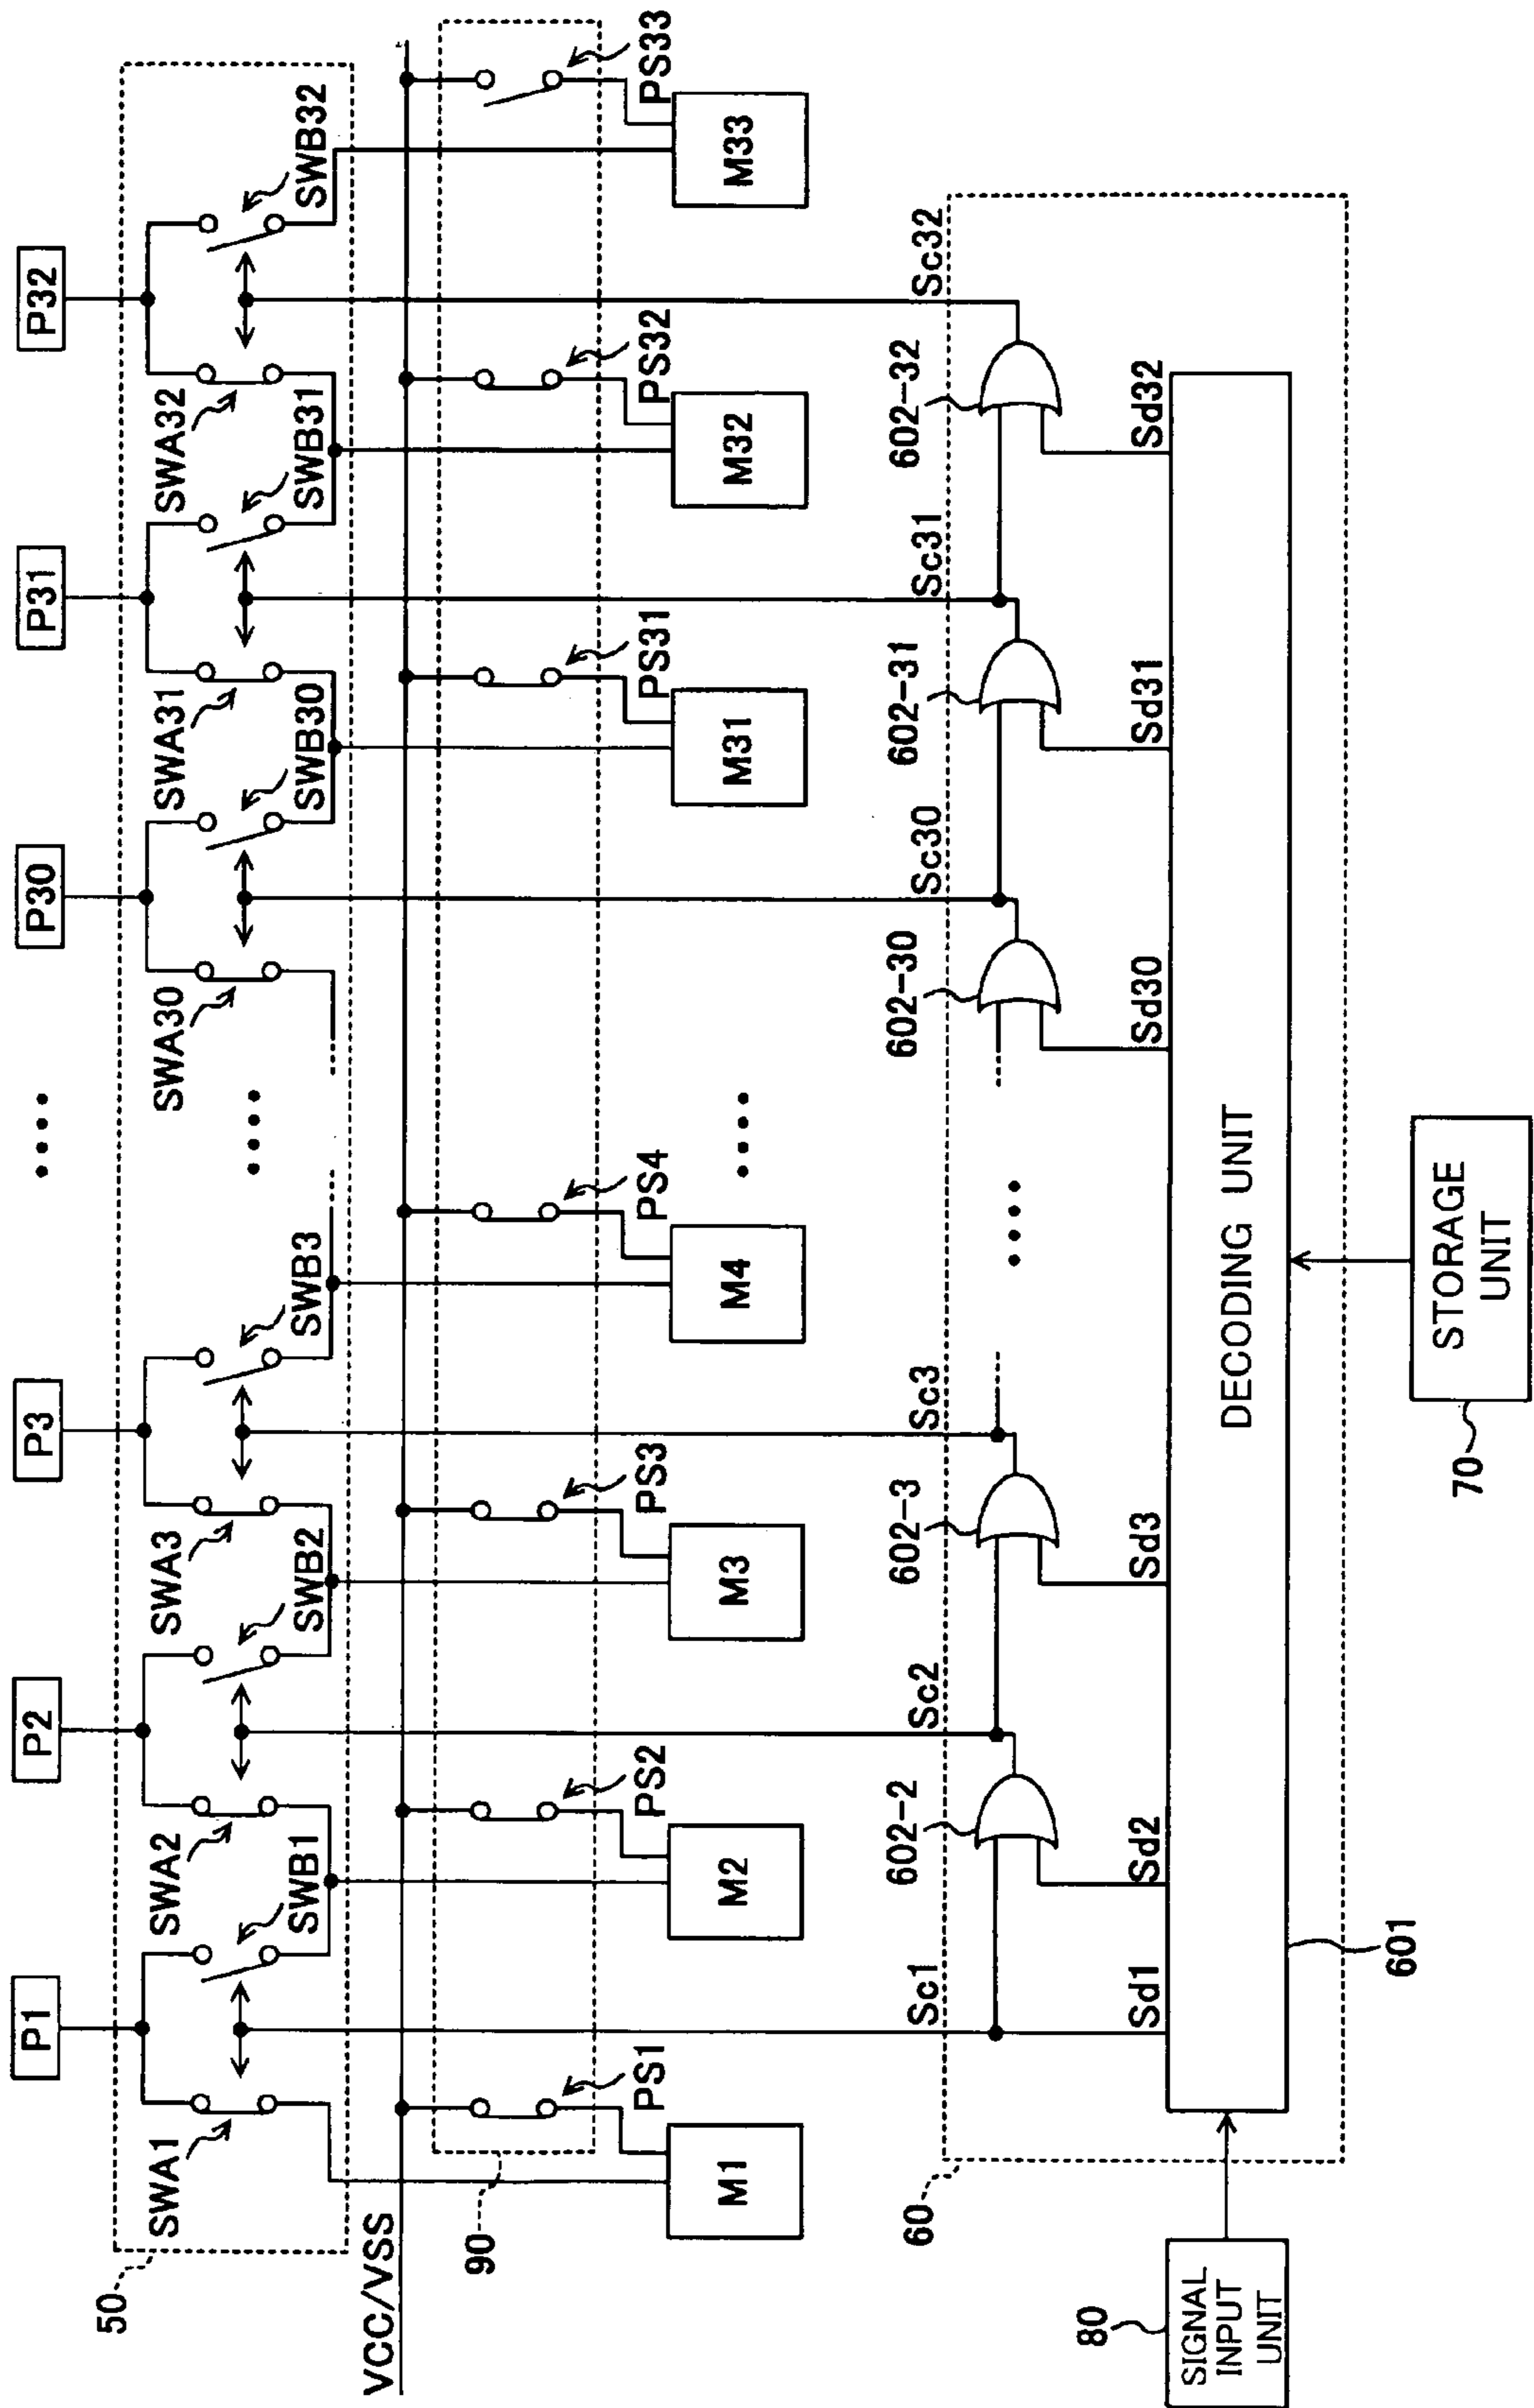 P1
P2
P3
••••
P30
P31
P32
50
SWA1
SWB1
SWA2
SWB2
SWA3
SWB3
••••
SWA30
SWB30
SWA31
SWB31
SWA32
SWB32
VCC/VSS
90
PS1
PS2
PS3
PS4
PS31
PS32
PS33
M1
M2
M3
M4
••••
M31
M32
M33
60
Sc1
Sc2
Sc3
Sc30
Sc31
Sc32
602-2
602-3
••••
602-30
602-31
602-32
Sd1
Sd2
Sd3
Sd30
Sd31
Sd32
80
SIGNAL
INPUT
UNIT
DECODING UNIT
601
70
STORAGE
UNIT